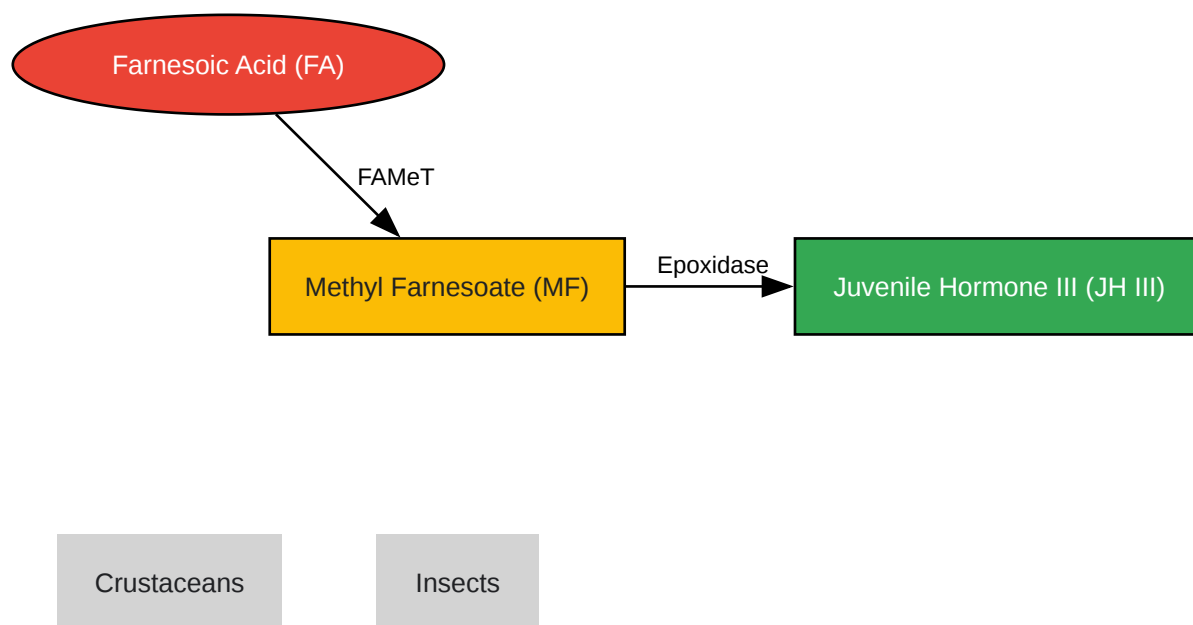 Farnesoic Acid (FA)
FAMeT
Epoxidase
Methyl Farnesoate (MF)
Juvenile Hormone III (JH III)
Crustaceans
Insects